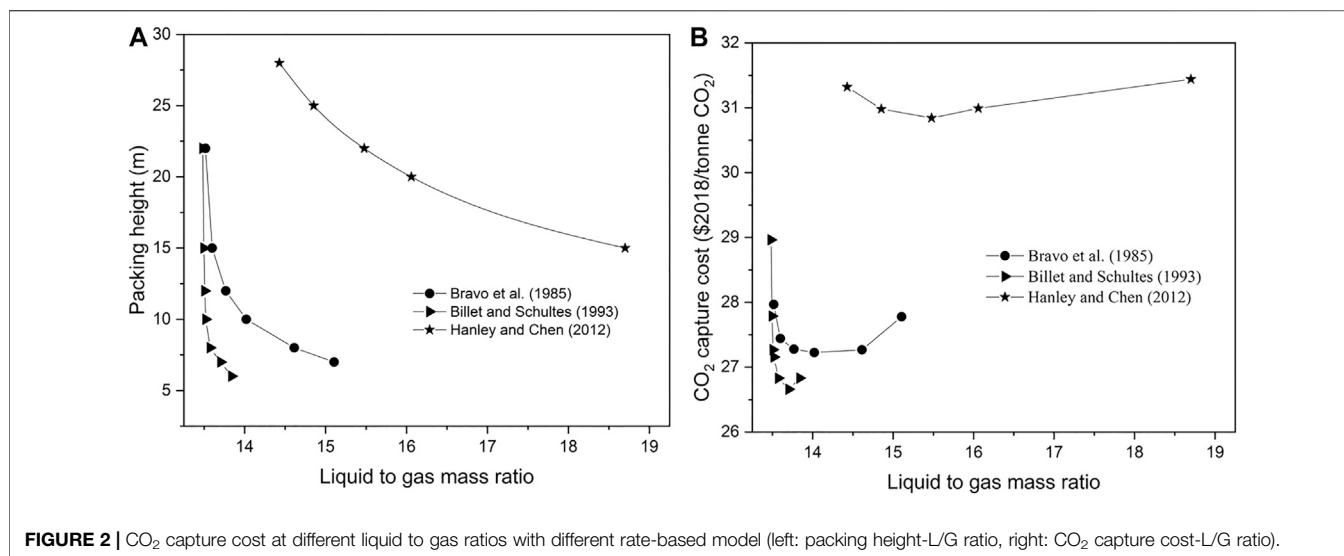 A
Packing height (m)
30
25
20
15
10
5
14
15
16
17
18
19
Liquid to gas mass ratio
Bravo et al. (1985)
Billet and Schultes (1993)
Hanley and Chen (2012)
B
CO₂ capture cost ($2018/tonne CO₂)
32
31
30
29
28
27
26
14
15
16
17
18
19
Liquid to gas mass ratio
Bravo et al. (1985)
Billet and Schultes (1993)
Hanley and Chen (2012)
FIGURE 2 | CO₂ capture cost at different liquid to gas ratios with different rate-based model (left: packing height-L/G ratio, right: CO₂ capture cost-L/G ratio).